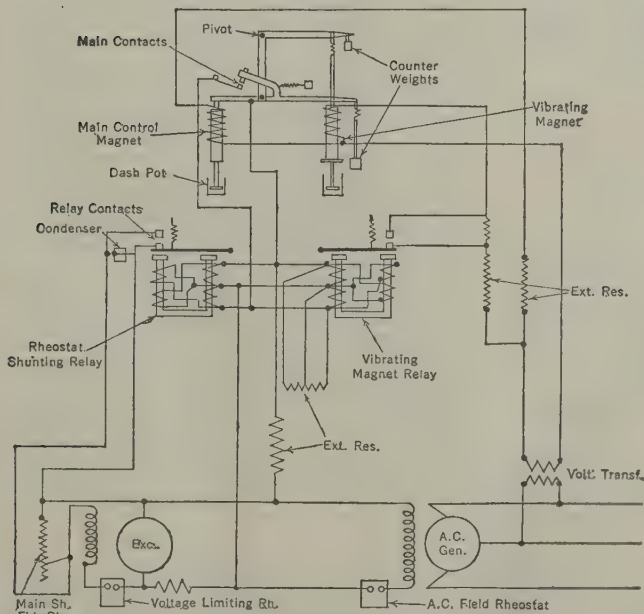 Pivot
Main Contacts
Counter
Weights
Main Control
Magnet
Vibrating
Magnet
Dash Pot
Relay Contacts
Condenser
Ext. Res.
Rheostat
Shunting Relay
Vibrating
Magnet Relay
Ext. Res.
Volt. Transf.
Exc.
A.C.
Gen.
Main Sh.
Voltage Limiting Rh.
A.C. Field Rheostat